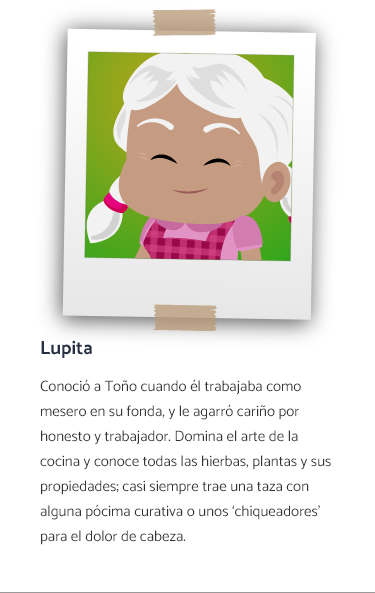 Lupita
Conoció a Toño cuando él trabajaba como
mesero en su fonda, y le agarró cariño por
honesto y trabajador. Domina el arte de la
cocina y conoce todas las hierbas, plantas y sus
propiedades; casi siempre trae una taza con
alguna pócima curativa o unos ‘chiqueadores’
para el dolor de cabeza.